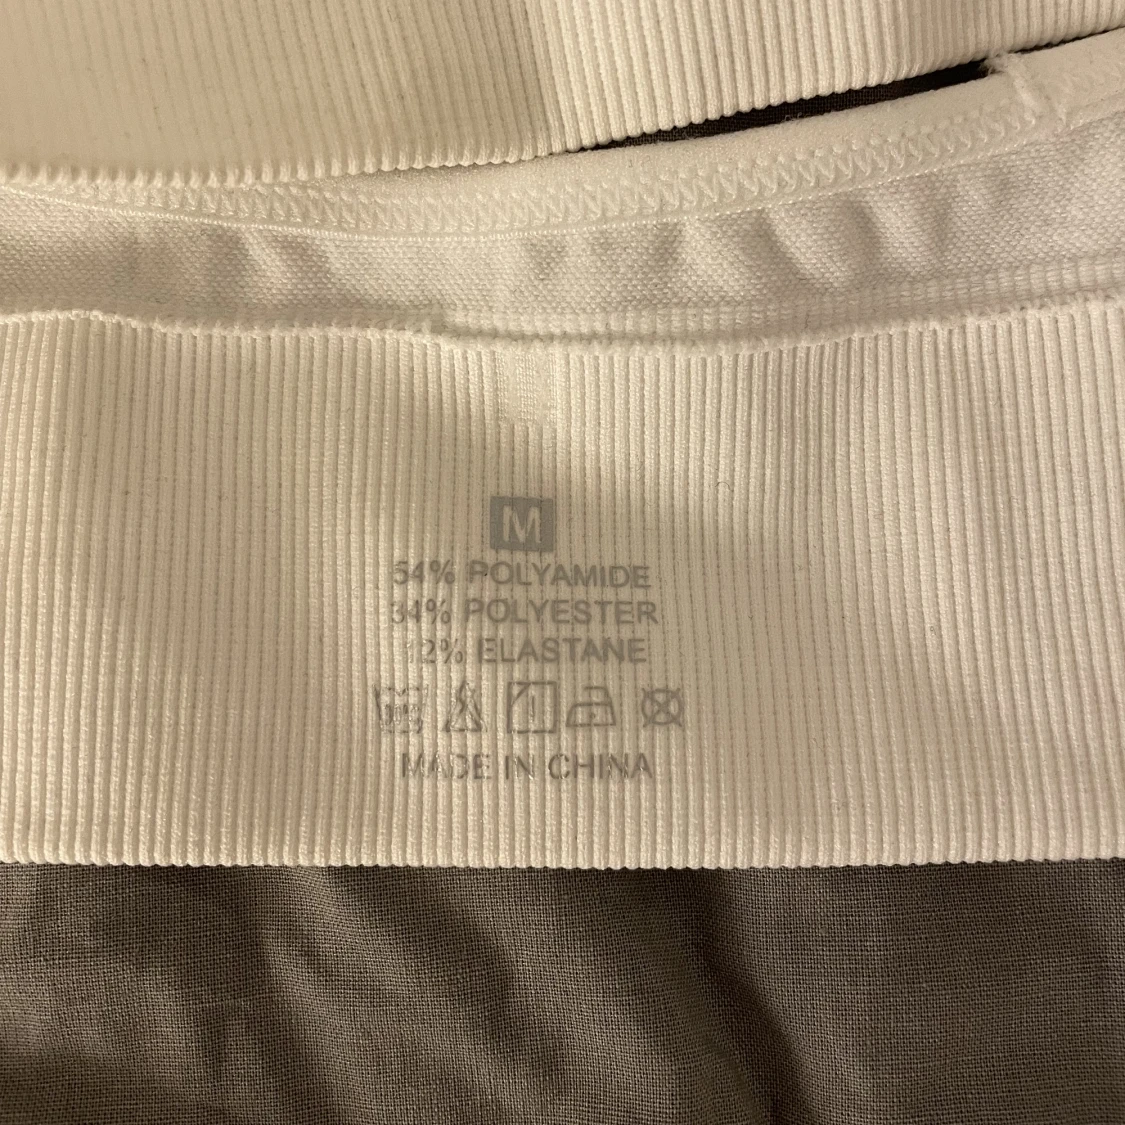 M
54% POLYAMIDE
34% POLYESTER
12% ELASTANE
MADE IN CHINA